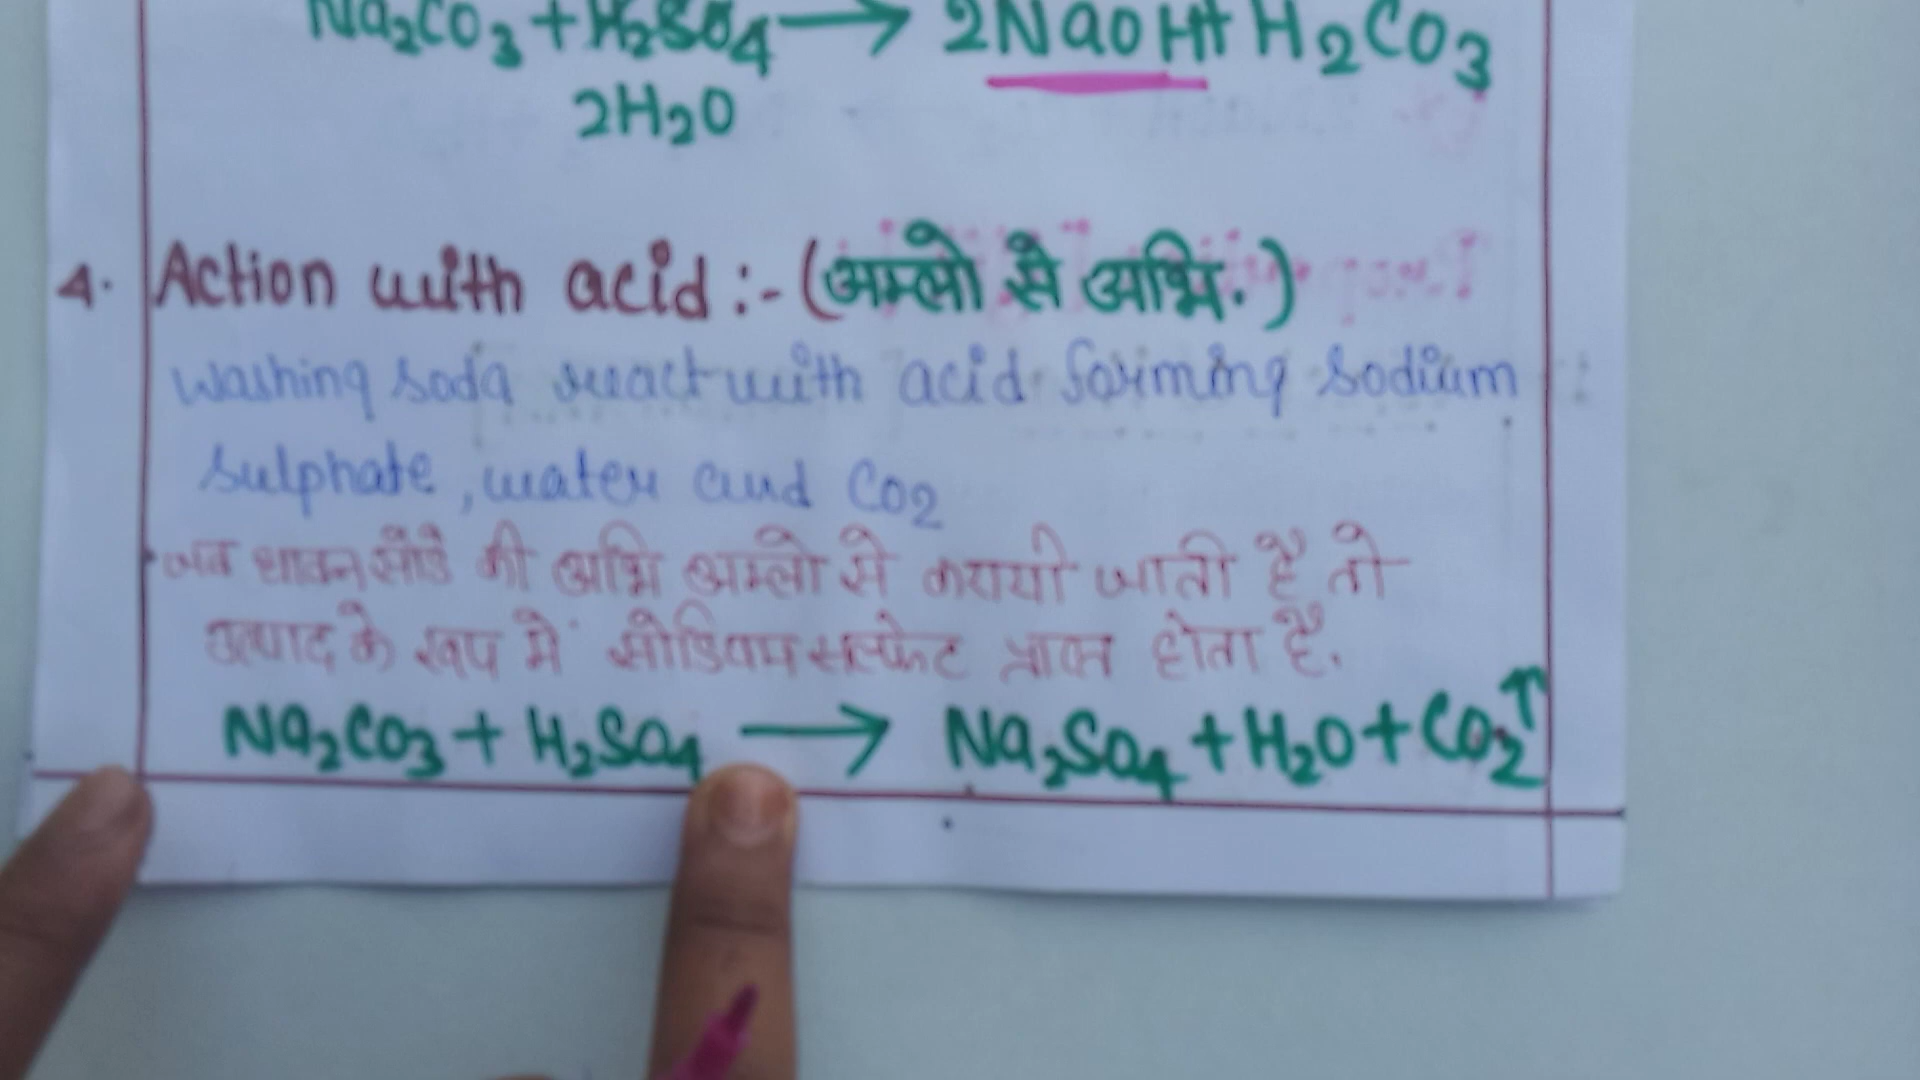 Na2CO3 + H2SO4 → 2NaOH + H2CO3
2H2O
4. Action with acid :- (अम्लो से अभि.)
washing soda react with acid forming sodium
sulphate, water and CO2
जब धावन सोडे की अभि अम्लो से करायी जाती है तो
उत्पाद के रूप में सोडियम सल्फेट प्राप्त होता है.
Na2CO3 + H2SO4 → Na2SO4 + H2O + CO2↑